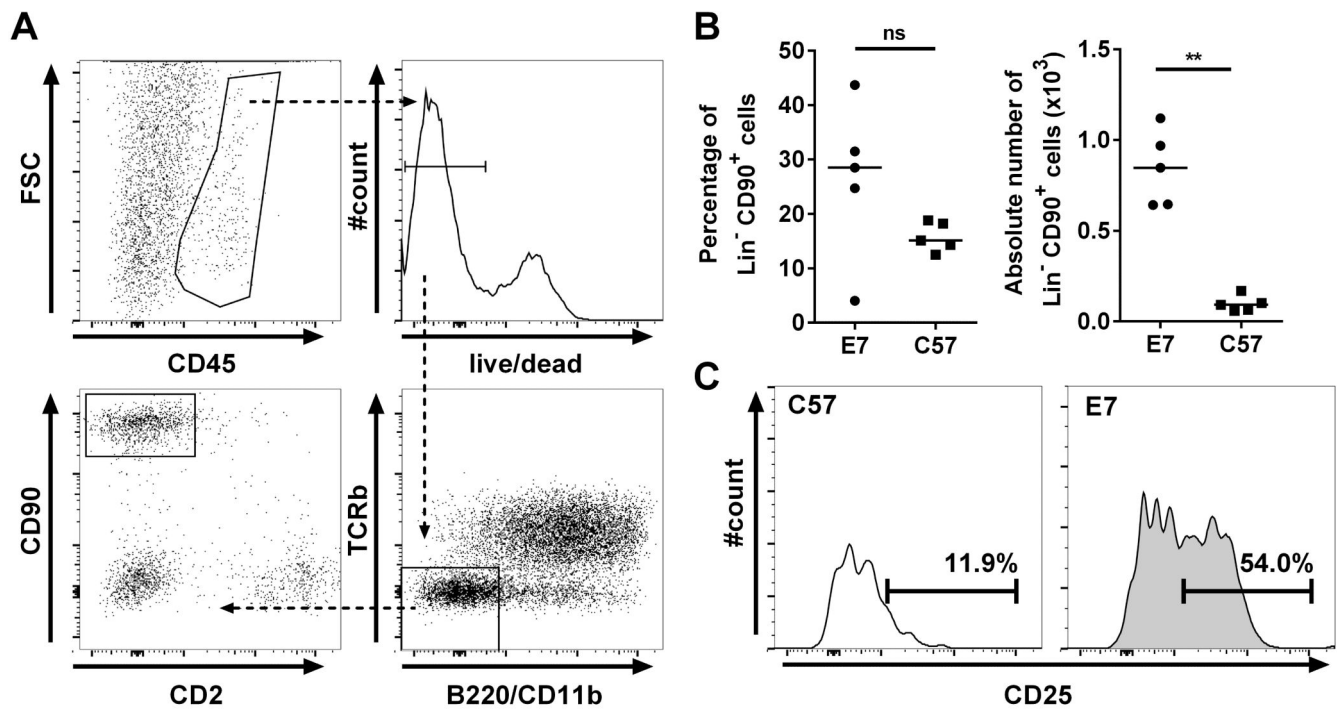 A
FSC
CD45
#count
live/dead
CD90
CD2
TCRb
B220/CD11b
B
Percentage of
Lin⁻ CD90⁺ cells
50
40
30
20
10
0
ns
E7 C57
Absolute number of
Lin⁻ CD90⁺ cells (x10³)
1.5
1.0
0.5
0.0
**
E7 C57
C
#count
C57
11.9%
E7
54.0%
CD25